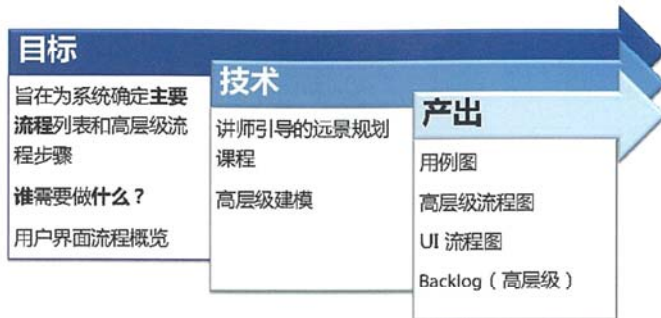 目标
旨在为系统确定主要
流程列表和高层级流
程步骤
谁需要做什么？
用户界面流程概览
技术
讲师引导的远景规划
课程
高层级建模
产出
用例图
高层级流程图
UI 流程图
Backlog（高层级）